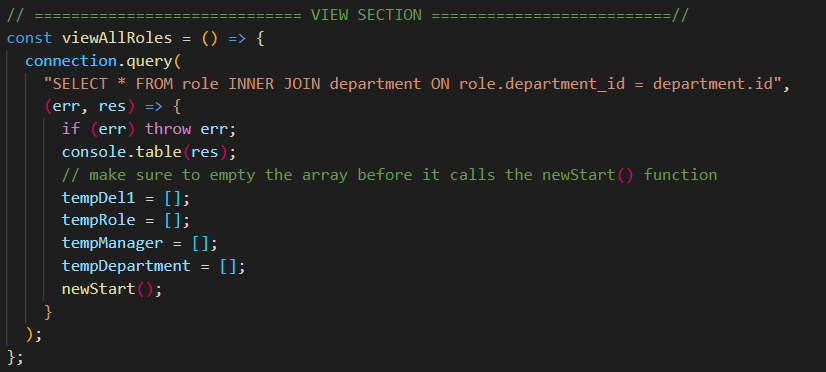 // ============================= VIEW SECTION ==========================//
const viewAllRoles = () => {
  connection.query(
    "SELECT * FROM role INNER JOIN department ON role.department_id = department.id",
    (err, res) => {
      if (err) throw err;
      console.table(res);
      // make sure to empty the array before it calls the newStart() function
      tempDel1 = [];
      tempRole = [];
      tempManager = [];
      tempDepartment = [];
      newStart();
    }
  );
};